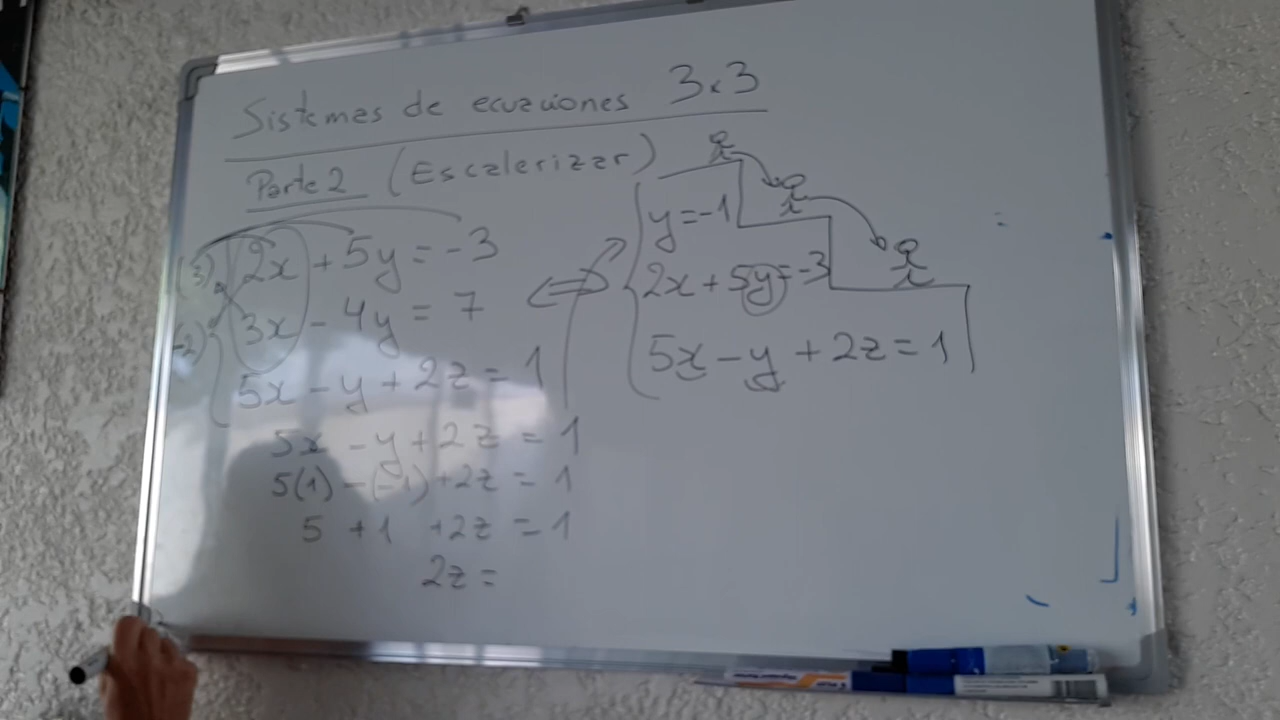 Sistemas de ecuaciones 3x3
Parte 2 (Escalerizar)
(3) 2x + 5y = -3
(-2) 3x - 4y = 7
5x - y + 2z = 1
5x - y + 2z = 1
5(1) - (-1) + 2z = 1
5 + 1 + 2z = 1
2z =
y = -1
2x + 5y = -3
5x - y + 2z = 1